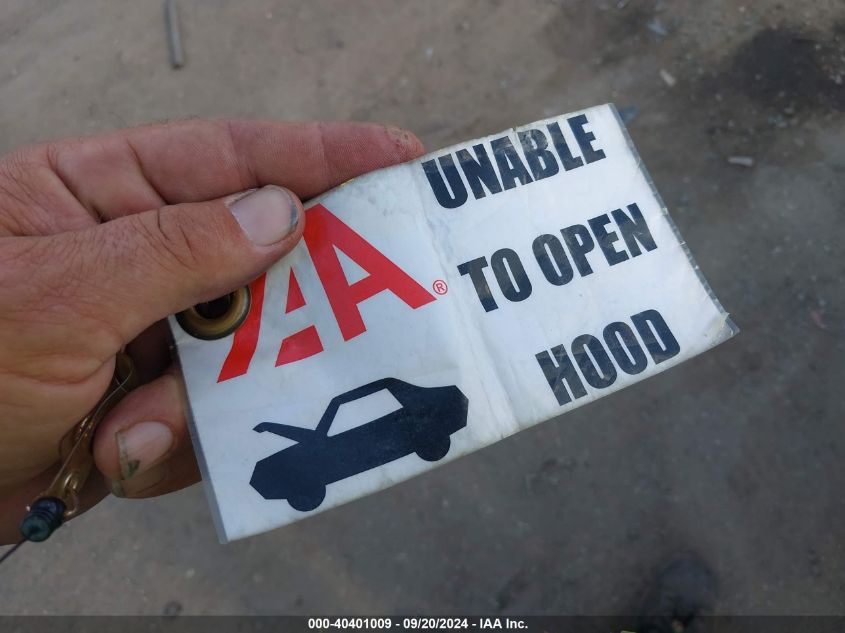 IAA®
UNABLE
TO OPEN
HOOD
000-40401009 - 09/20/2024 - IAA Inc.